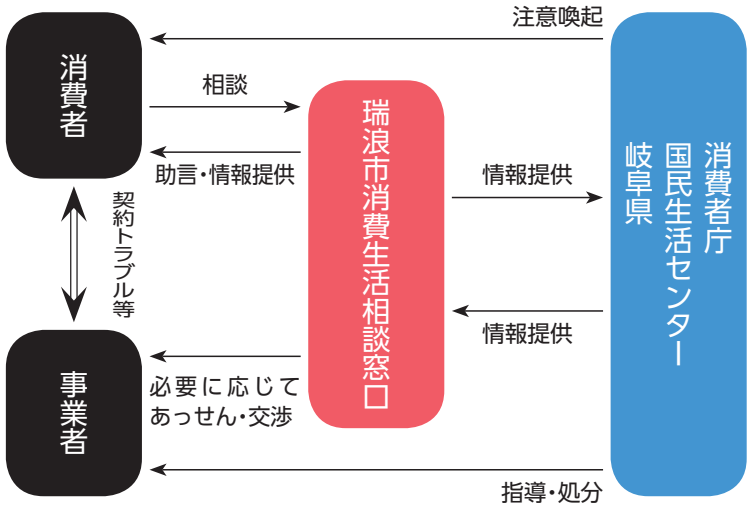 注意喚起
消費者
相談
助言・情報提供
瑞浪市消費生活相談窓口
情報提供
情報提供
消費者庁
国民生活センター
岐阜県
契約トラブル等
事業者
必要に応じて
あっせん・交渉
指導・処分